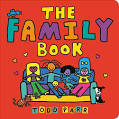 THE
FAMILY
BOOK
TODD PARR